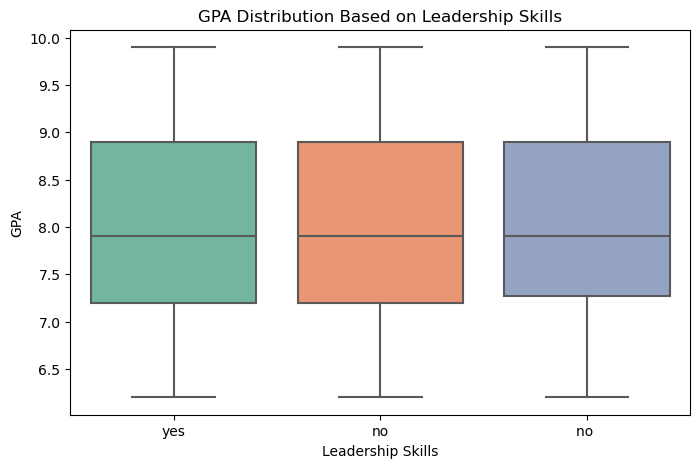 GPA Distribution Based on Leadership Skills
10.0
9.5
9.0
8.5
8.0
7.5
7.0
6.5
GPA
yes no no
Leadership Skills